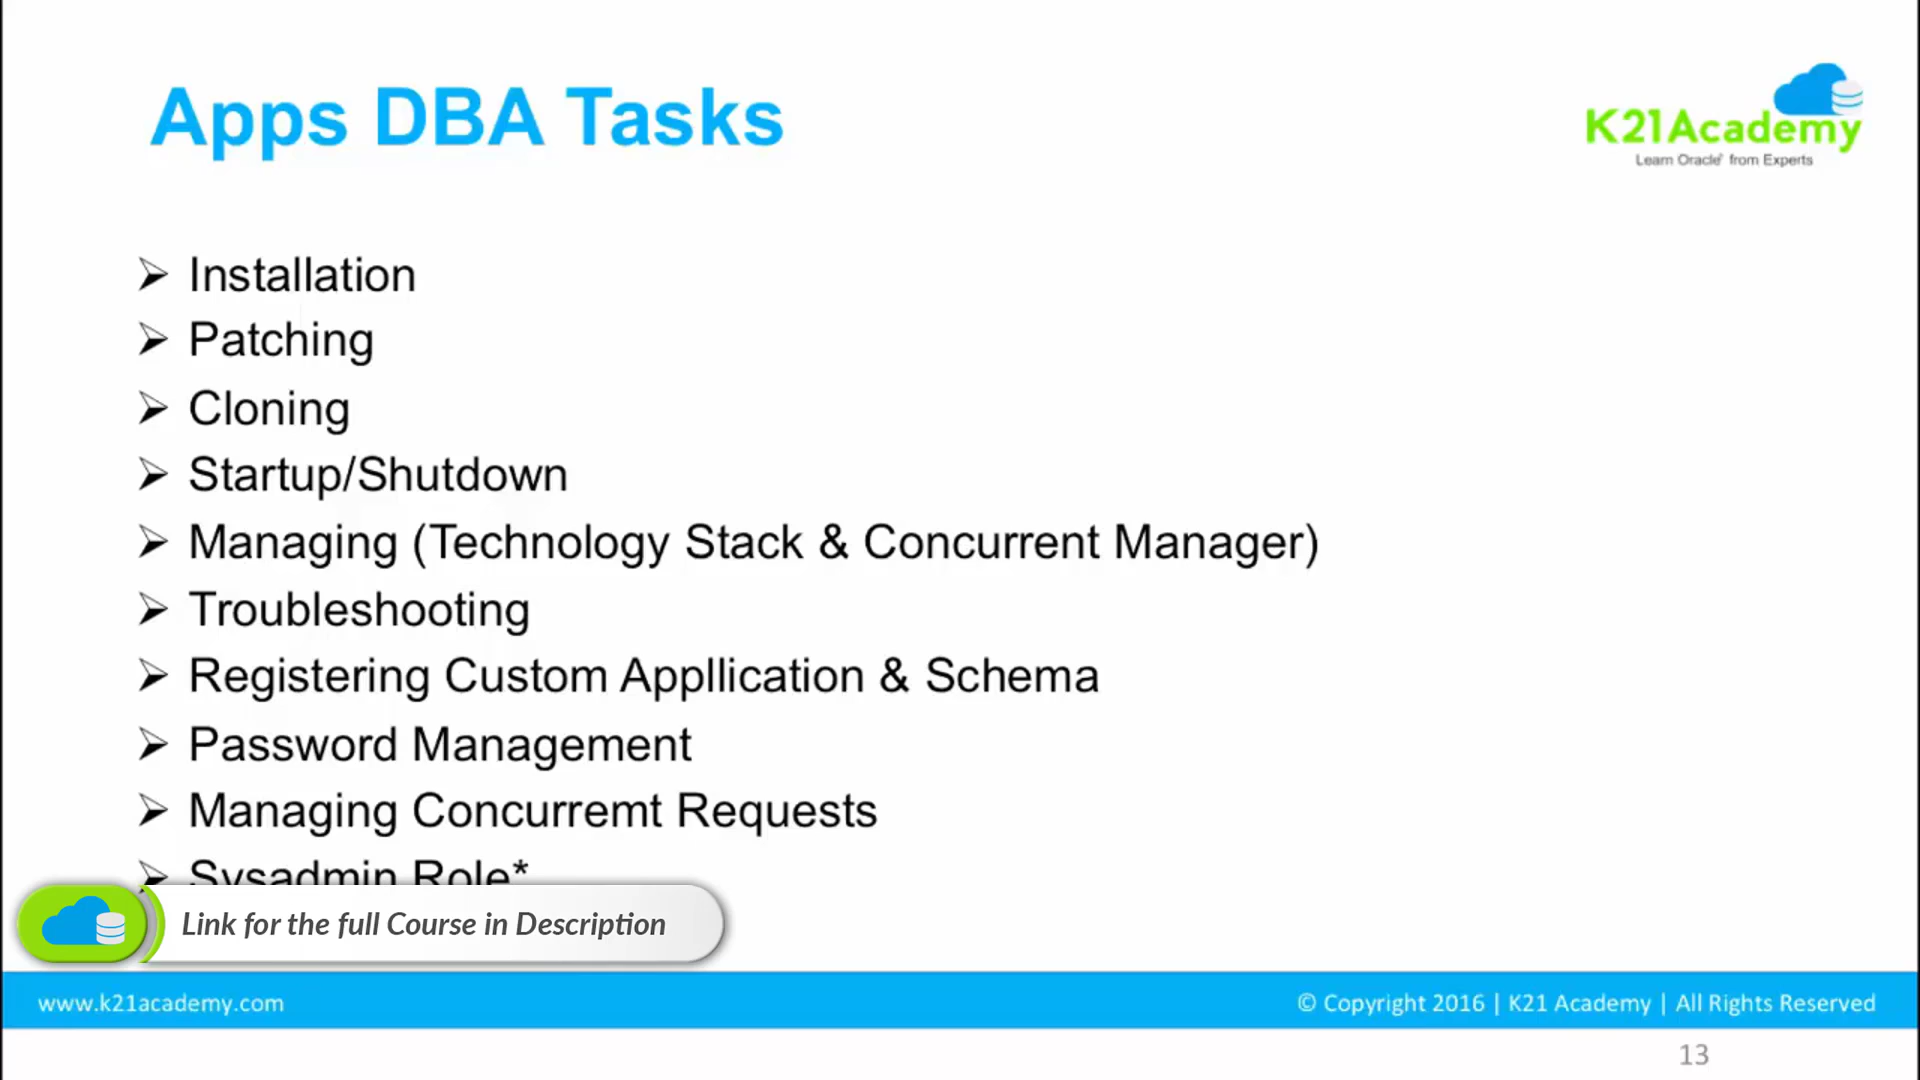 Apps DBA Tasks
K21Academy
Learn Oracle® from Experts
➢ Installation
➢ Patching
➢ Cloning
➢ Startup/Shutdown
➢ Managing (Technology Stack & Concurrent Manager)
➢ Troubleshooting
➢ Registering Custom Appllication & Schema
➢ Password Management
➢ Managing Concurremt Requests
➢ Sysadmin Role*
Link for the full Course in Description
www.k21academy.com
© Copyright 2016 | K21 Academy | All Rights Reserved
13